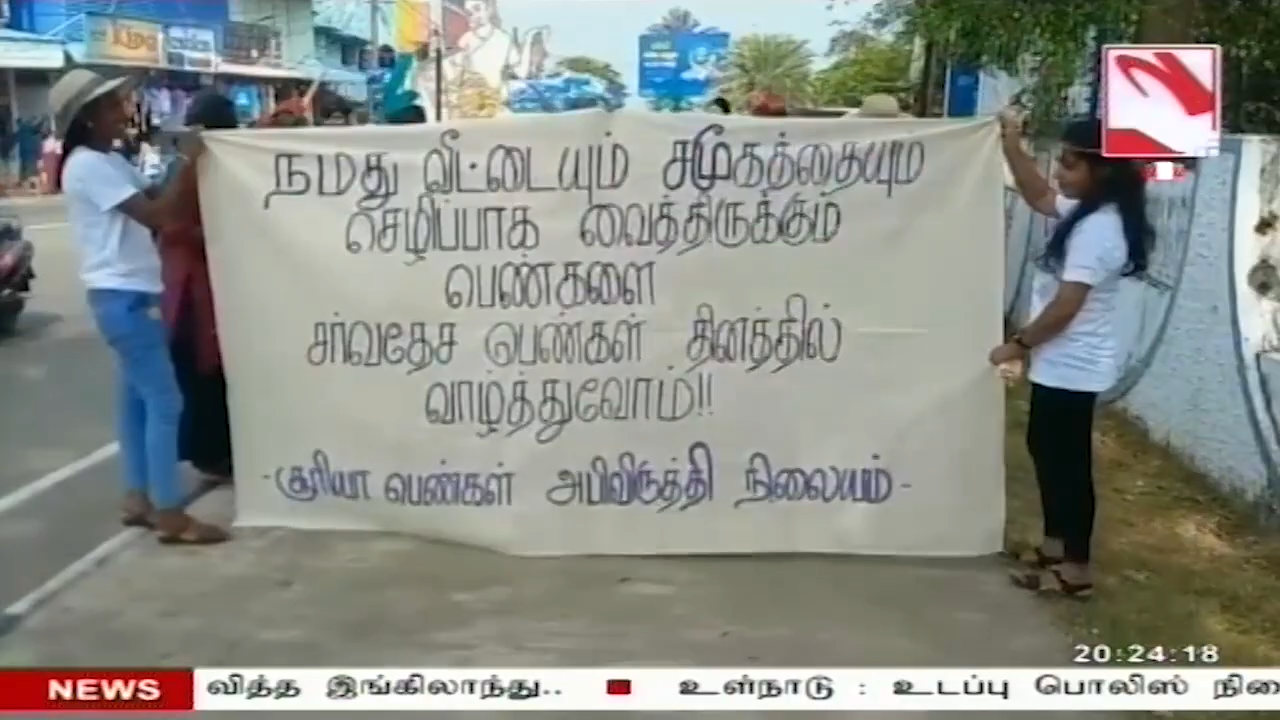 நமது வீட்டையும் சமூகத்தையும்
செழிப்பாக வைத்திருக்கும்
பெண்களை
சர்வதேச பெண்கள் தினத்தில்
வாழ்த்துவோம்!!
- சூரியா பெண்கள் அபிவிருத்தி நிலையம் -
20:24:18
NEWS வித்த இங்கிலாந்து.. ■ உள்நாடு : உடப்பு பொலிஸ் நிலை